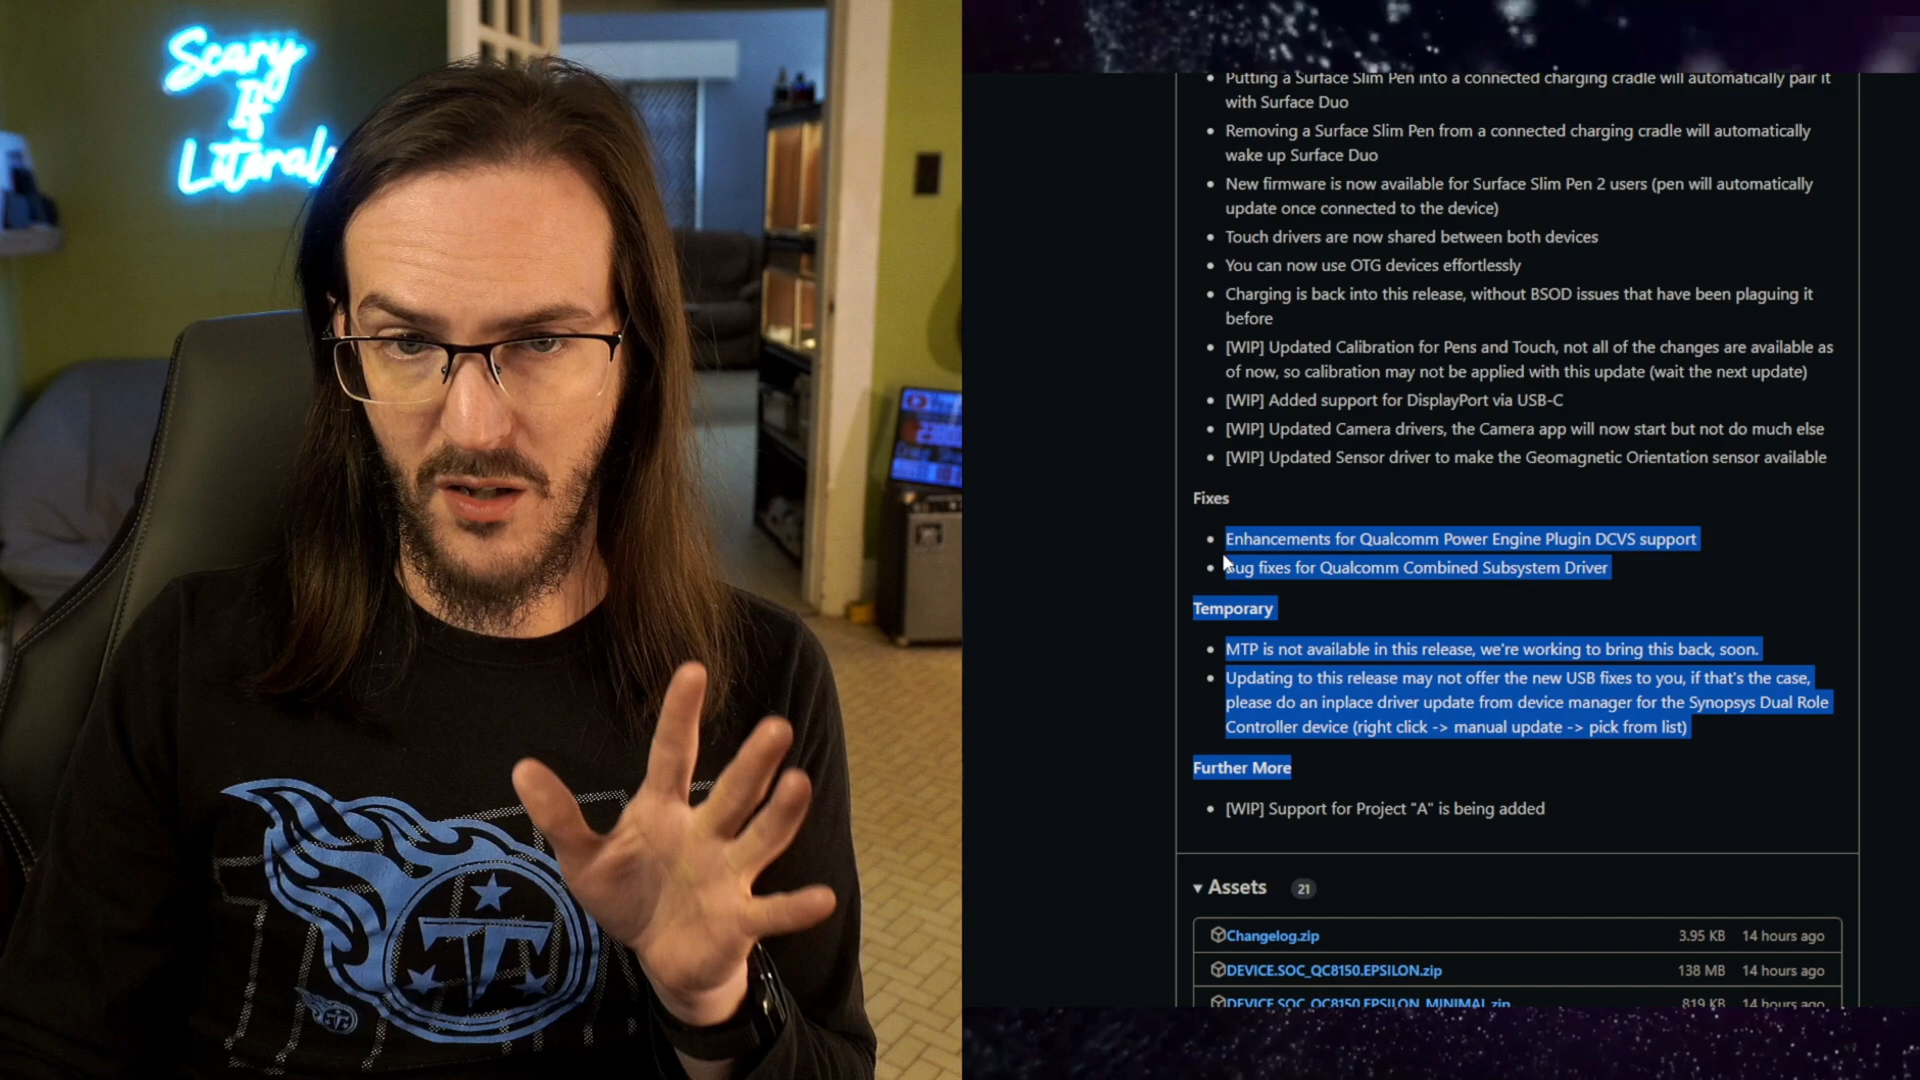 Scary
Is
Literal
Putting a Surface Slim Pen into a connected charging cradle will automatically pair it
with Surface Duo
Removing a Surface Slim Pen from a connected charging cradle will automatically
wake up Surface Duo
New firmware is now available for Surface Slim Pen 2 users (pen will automatically
update once connected to the device)
Touch drivers are now shared between both devices
You can now use OTG devices effortlessly
Charging is back into this release, without BSOD issues that have been plaguing it
before
[WIP] Updated Calibration for Pens and Touch, not all of the changes are available as
of now, so calibration may not be applied with this update (wait the next update)
[WIP] Added support for DisplayPort via USB-C
[WIP] Updated Camera drivers, the Camera app will now start but not do much else
[WIP] Updated Sensor driver to make the Geomagnetic Orientation sensor available
Fixes
Enhancements for Qualcomm Power Engine Plugin DCVS support
Bug fixes for Qualcomm Combined Subsystem Driver
Temporary
MTP is not available in this release, we're working to bring this back, soon.
Updating to this release may not offer the new USB fixes to you, if that's the case,
please do an inplace driver update from device manager for the Synopsys Dual Role
Controller device (right click -> manual update -> pick from list)
Further More
[WIP] Support for Project "A" is being added
Assets 21
Changelog.zip 3.95 KB 14 hours ago
DEVICE.SOC_QC8150.EPSILON.zip 138 MB 14 hours ago
DEVICE.SOC_QC8150.EPSILON_MINIMAL.zip 819 KB 14 hours ago
T